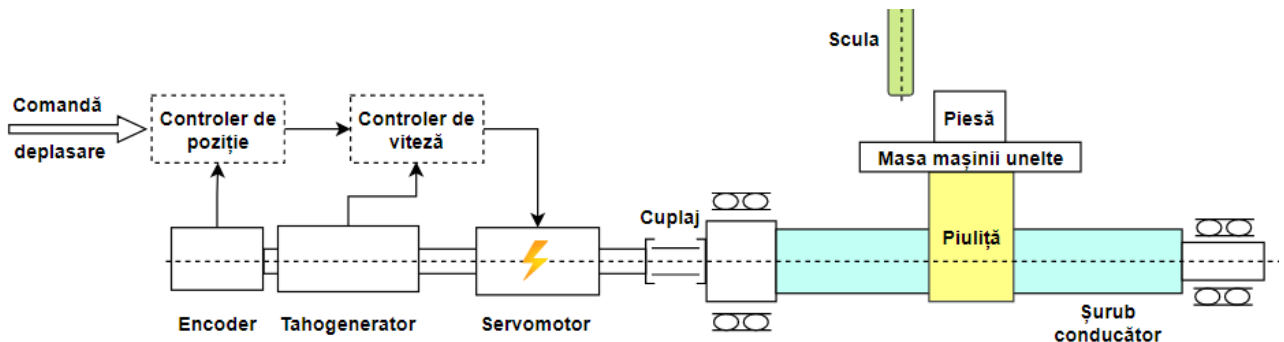 Scula
Comandă
deplasare
Controler de
poziție
Controler de
viteză
Piesă
Masa mașinii unelte
Cuplaj
Piuliță
Encoder
Tahogenerator
Servomotor
Șurub
conducător